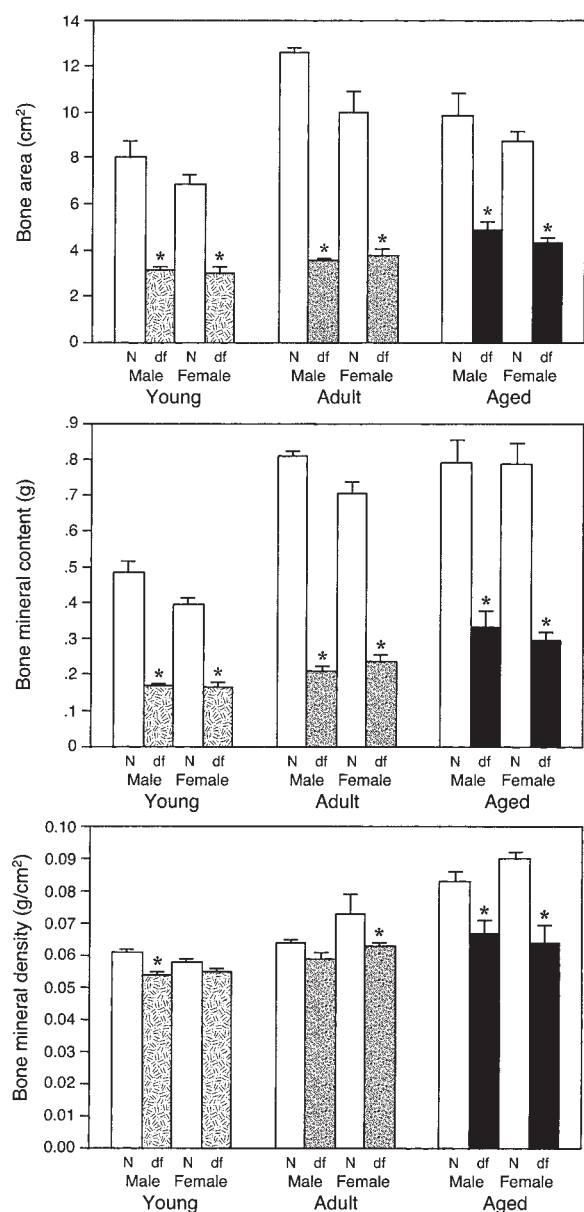 14
12
10
8
6
4
2
0
Bone area (cm²)
* * * * * *
N df N df N df N df N df N df
Male Female Male Female Male Female
Young Adult Aged
.9
.8
.7
.6
.5
.4
.3
.2
.1
0
Bone mineral content (g)
* * * * * *
N df N df N df N df N df N df
Male Female Male Female Male Female
Young Adult Aged
0.10
0.09
0.08
0.07
0.06
0.05
0.04
0.03
0.02
0.01
0.00
Bone mineral density (g/cm²)
* * * *
N df N df N df N df N df N df
Male Female Male Female Male Female
Young Adult Aged